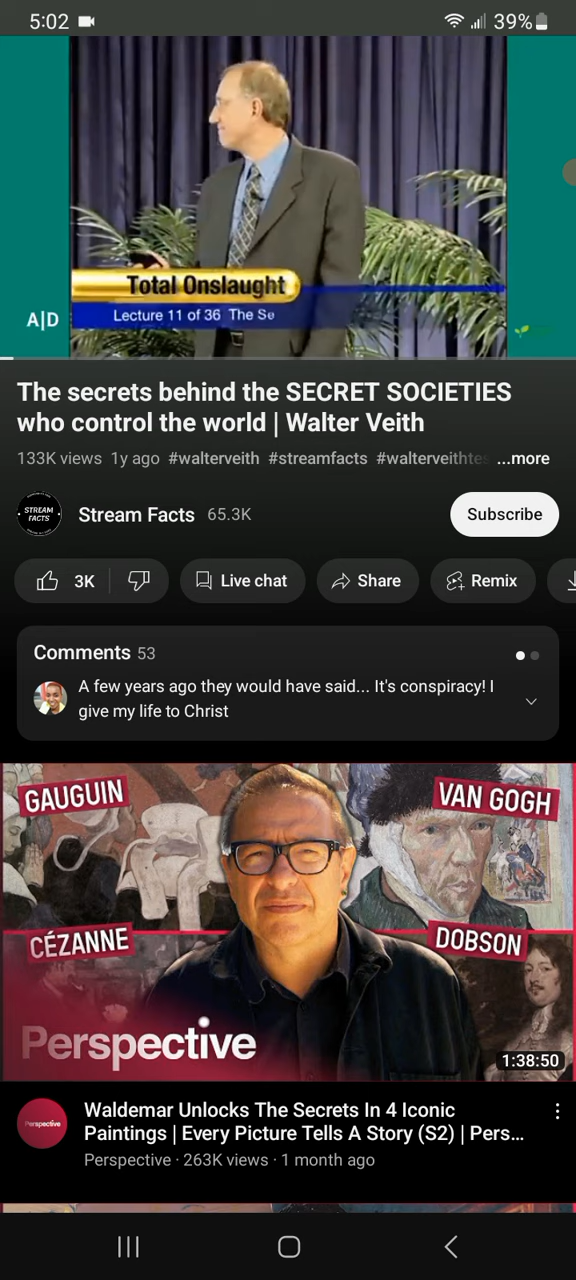 5:02
39%
Total Onslaught
Lecture 11 of 36 The Se
A|D
The secrets behind the SECRET SOCIETIES
who control the world | Walter Veith
133K views 1y ago #walterveith #streamfacts #walterveithtes ...more
STREAM
FACTS
Stream Facts 65.3K
Subscribe
3K
Live chat
Share
Remix
Comments 53
A few years ago they would have said... It's conspiracy! I
give my life to Christ
GAUGUIN
VAN GOGH
CÉZANNE
DOBSON
Perspective
1:38:50
Perspective
Waldemar Unlocks The Secrets In 4 Iconic
Paintings | Every Picture Tells A Story (S2) | Pers...
Perspective · 263K views · 1 month ago